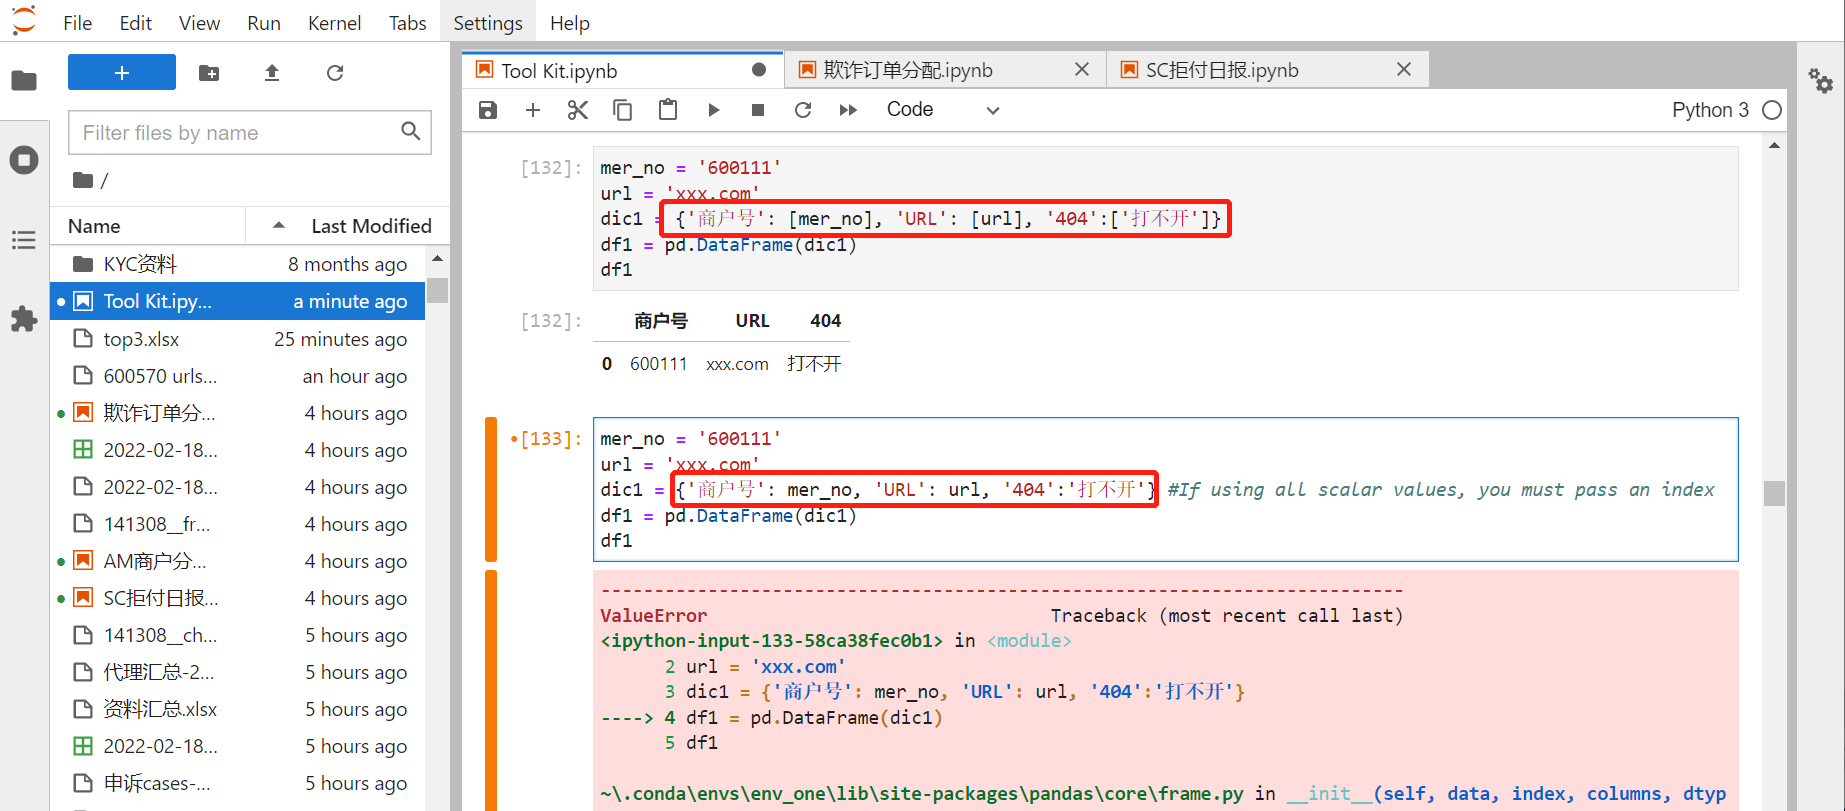 File Edit View Run Kernel Tabs Settings Help
Tool Kit.ipynb
欺诈订单分配.ipynb
SC拒付日报.ipynb
Filter files by name
Code
Python 3
/
Name Last Modified
KYC资料 8 months ago
Tool Kit.ipy... a minute ago
top3.xlsx 25 minutes ago
600570 urls... an hour ago
欺诈订单分... 4 hours ago
2022-02-18... 4 hours ago
2022-02-18... 4 hours ago
141308__fr... 4 hours ago
AM商户分... 4 hours ago
SC拒付日报... 4 hours ago
141308__ch... 5 hours ago
代理汇总-2... 5 hours ago
资料汇总.xlsx 5 hours ago
2022-02-18... 5 hours ago
申诉cases-... 5 hours ago
[132]:
mer_no = '600111'
url = 'xxx.com'
dic1 = {'商户号': [mer_no], 'URL': [url], '404':['打不开']}
df1 = pd.DataFrame(dic1)
df1
[132]:
商户号 URL 404
0 600111 xxx.com 打不开
[133]:
mer_no = '600111'
url = 'xxx.com'
dic1 = {'商户号': mer_no, 'URL': url, '404':'打不开'} #If using all scalar values, you must pass an index
df1 = pd.DataFrame(dic1)
df1
---------------------------------------------------------------------------
ValueError Traceback (most recent call last)
<ipython-input-133-58ca38fec0b1> in <module>
2 url = 'xxx.com'
3 dic1 = {'商户号': mer_no, 'URL': url, '404':'打不开'}
----> 4 df1 = pd.DataFrame(dic1)
5 df1
~\.conda\envs\env_one\lib\site-packages\pandas\core\frame.py in __init__(self, data, index, columns, dtyp